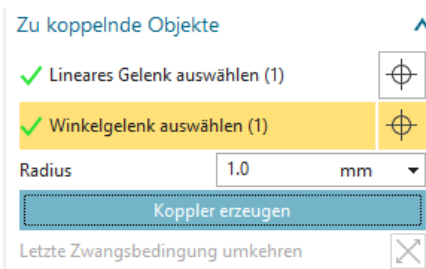 Zu koppelnde Objekte
Lineares Gelenk auswählen (1)
Winkelgelenk auswählen (1)
Radius 1.0 mm
Koppler erzeugen
Letzte Zwangsbedingung umkehren